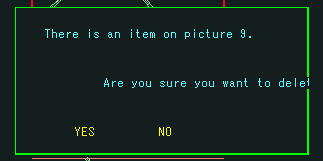 There is an item on picture 9.
Are you sure you want to delet
YES NO